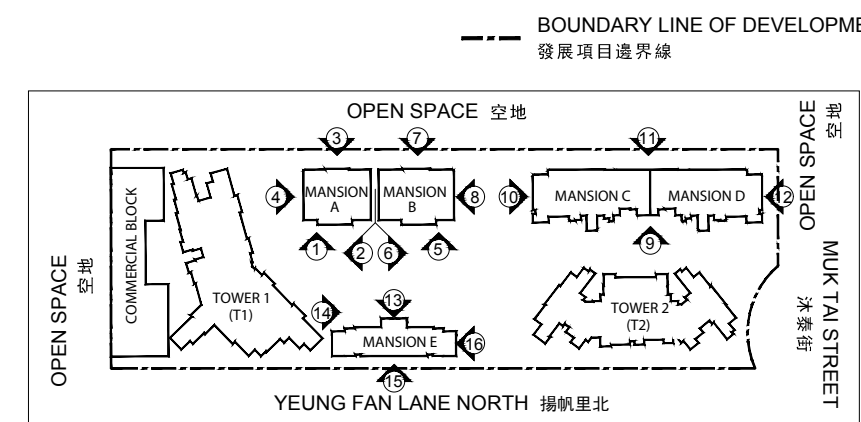 BOUNDARY LINE OF DEVELOPME
發展項目邊界線
OPEN SPACE 空地
3
7
11
OPEN SPACE
空地
4
MANSION
A
MANSION
B
8
10
MANSION C
MANSION D
12
COMMERCIAL BLOCK
1
2
6
5
9
OPEN SPACE
空地
TOWER 1
(T1)
14
13
TOWER 2
(T2)
MUK TAI STREET
沐泰街
MANSION E
16
15
YEUNG FAN LANE NORTH 揚帆里北